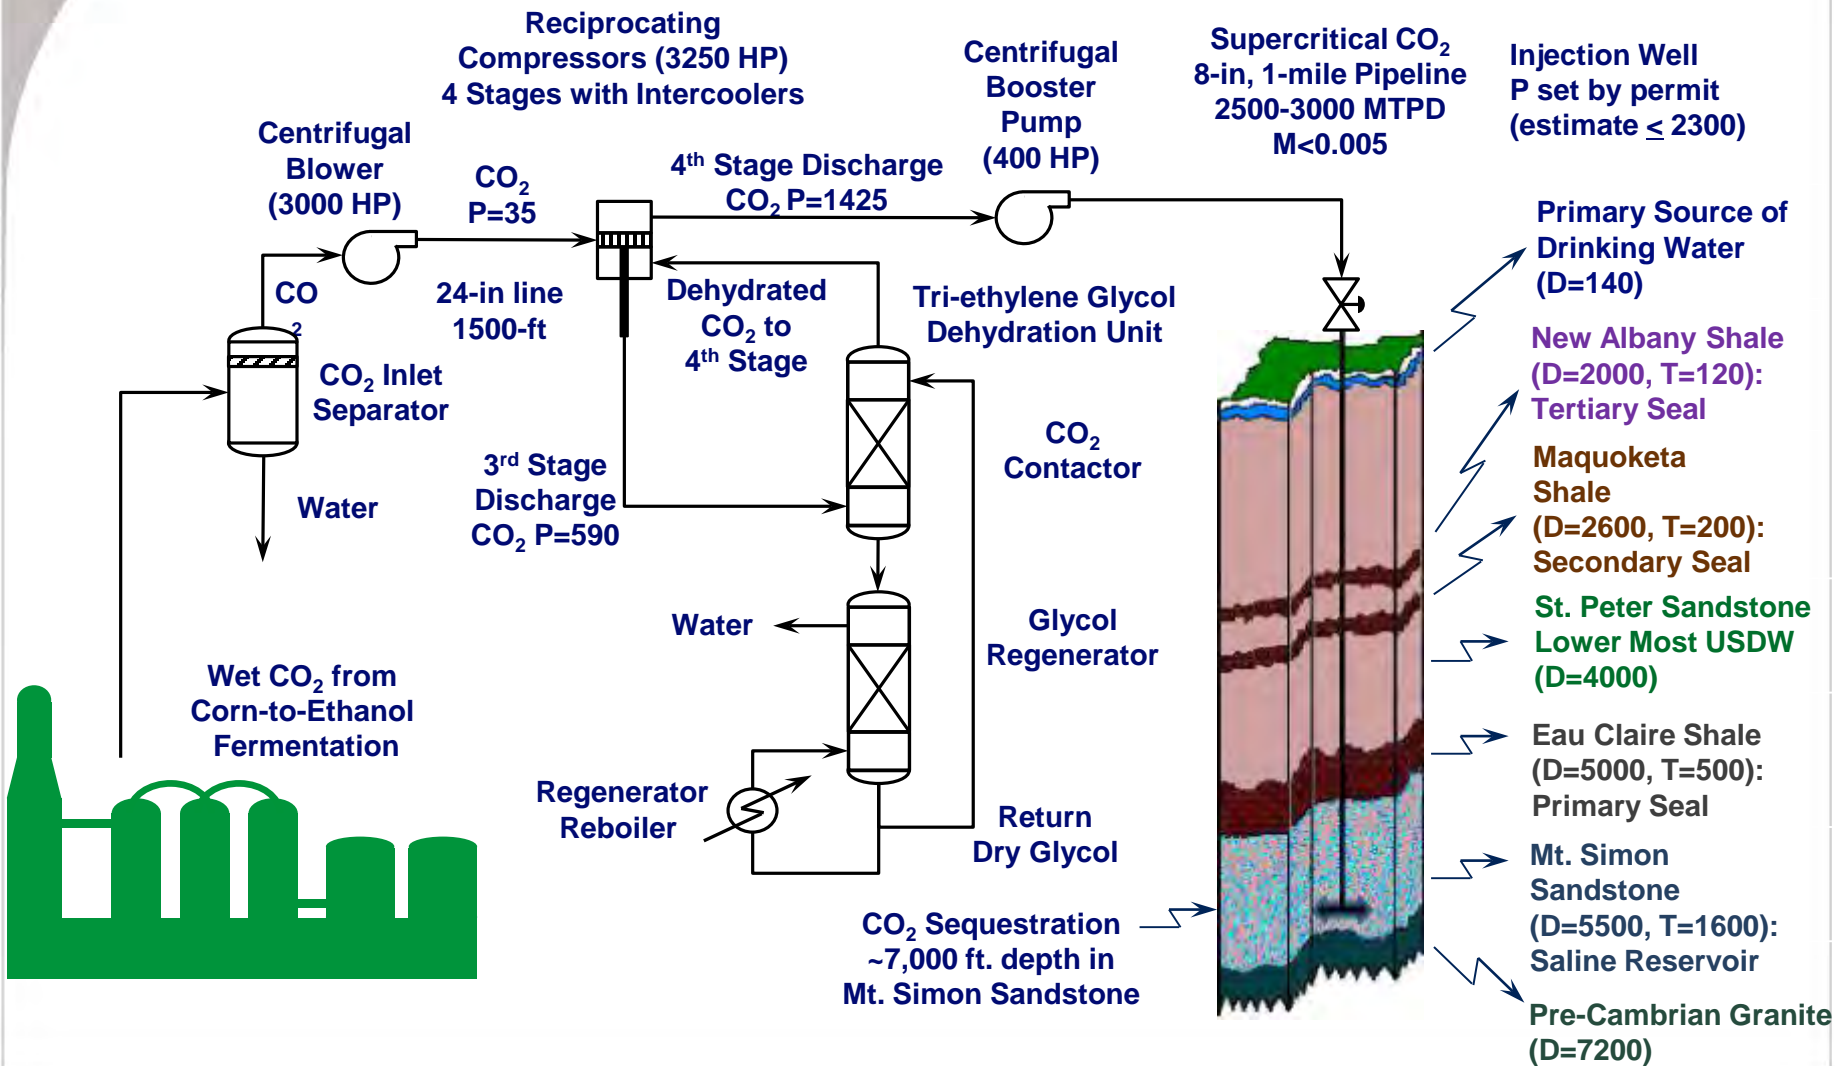 Reciprocating
Compressors (3250 HP)
4 Stages with Intercoolers
Centrifugal
Blower
(3000 HP)
CO2
P=35
4th Stage Discharge
CO2 P=1425
Centrifugal
Booster
Pump
(400 HP)
Supercritical CO2
8-in, 1-mile Pipeline
2500-3000 MTPD
M<0.005
Injection Well
P set by permit
(estimate ≤ 2300)
CO
2
24-in line
1500-ft
Dehydrated
CO2 to
4th Stage
Tri-ethylene Glycol
Dehydration Unit
CO2 Inlet
Separator
Water
3rd Stage
Discharge
CO2 P=590
CO2
Contactor
Water
Glycol
Regenerator
Wet CO2 from
Corn-to-Ethanol
Fermentation
Regenerator
Reboiler
Return
Dry Glycol
CO2 Sequestration
~7,000 ft. depth in
Mt. Simon Sandstone
Primary Source of
Drinking Water
(D=140)
New Albany Shale
(D=2000, T=120):
Tertiary Seal
Maquoketa
Shale
(D=2600, T=200):
Secondary Seal
St. Peter Sandstone
Lower Most USDW
(D=4000)
Eau Claire Shale
(D=5000, T=500):
Primary Seal
Mt. Simon
Sandstone
(D=5500, T=1600):
Saline Reservoir
Pre-Cambrian Granite
(D=7200)